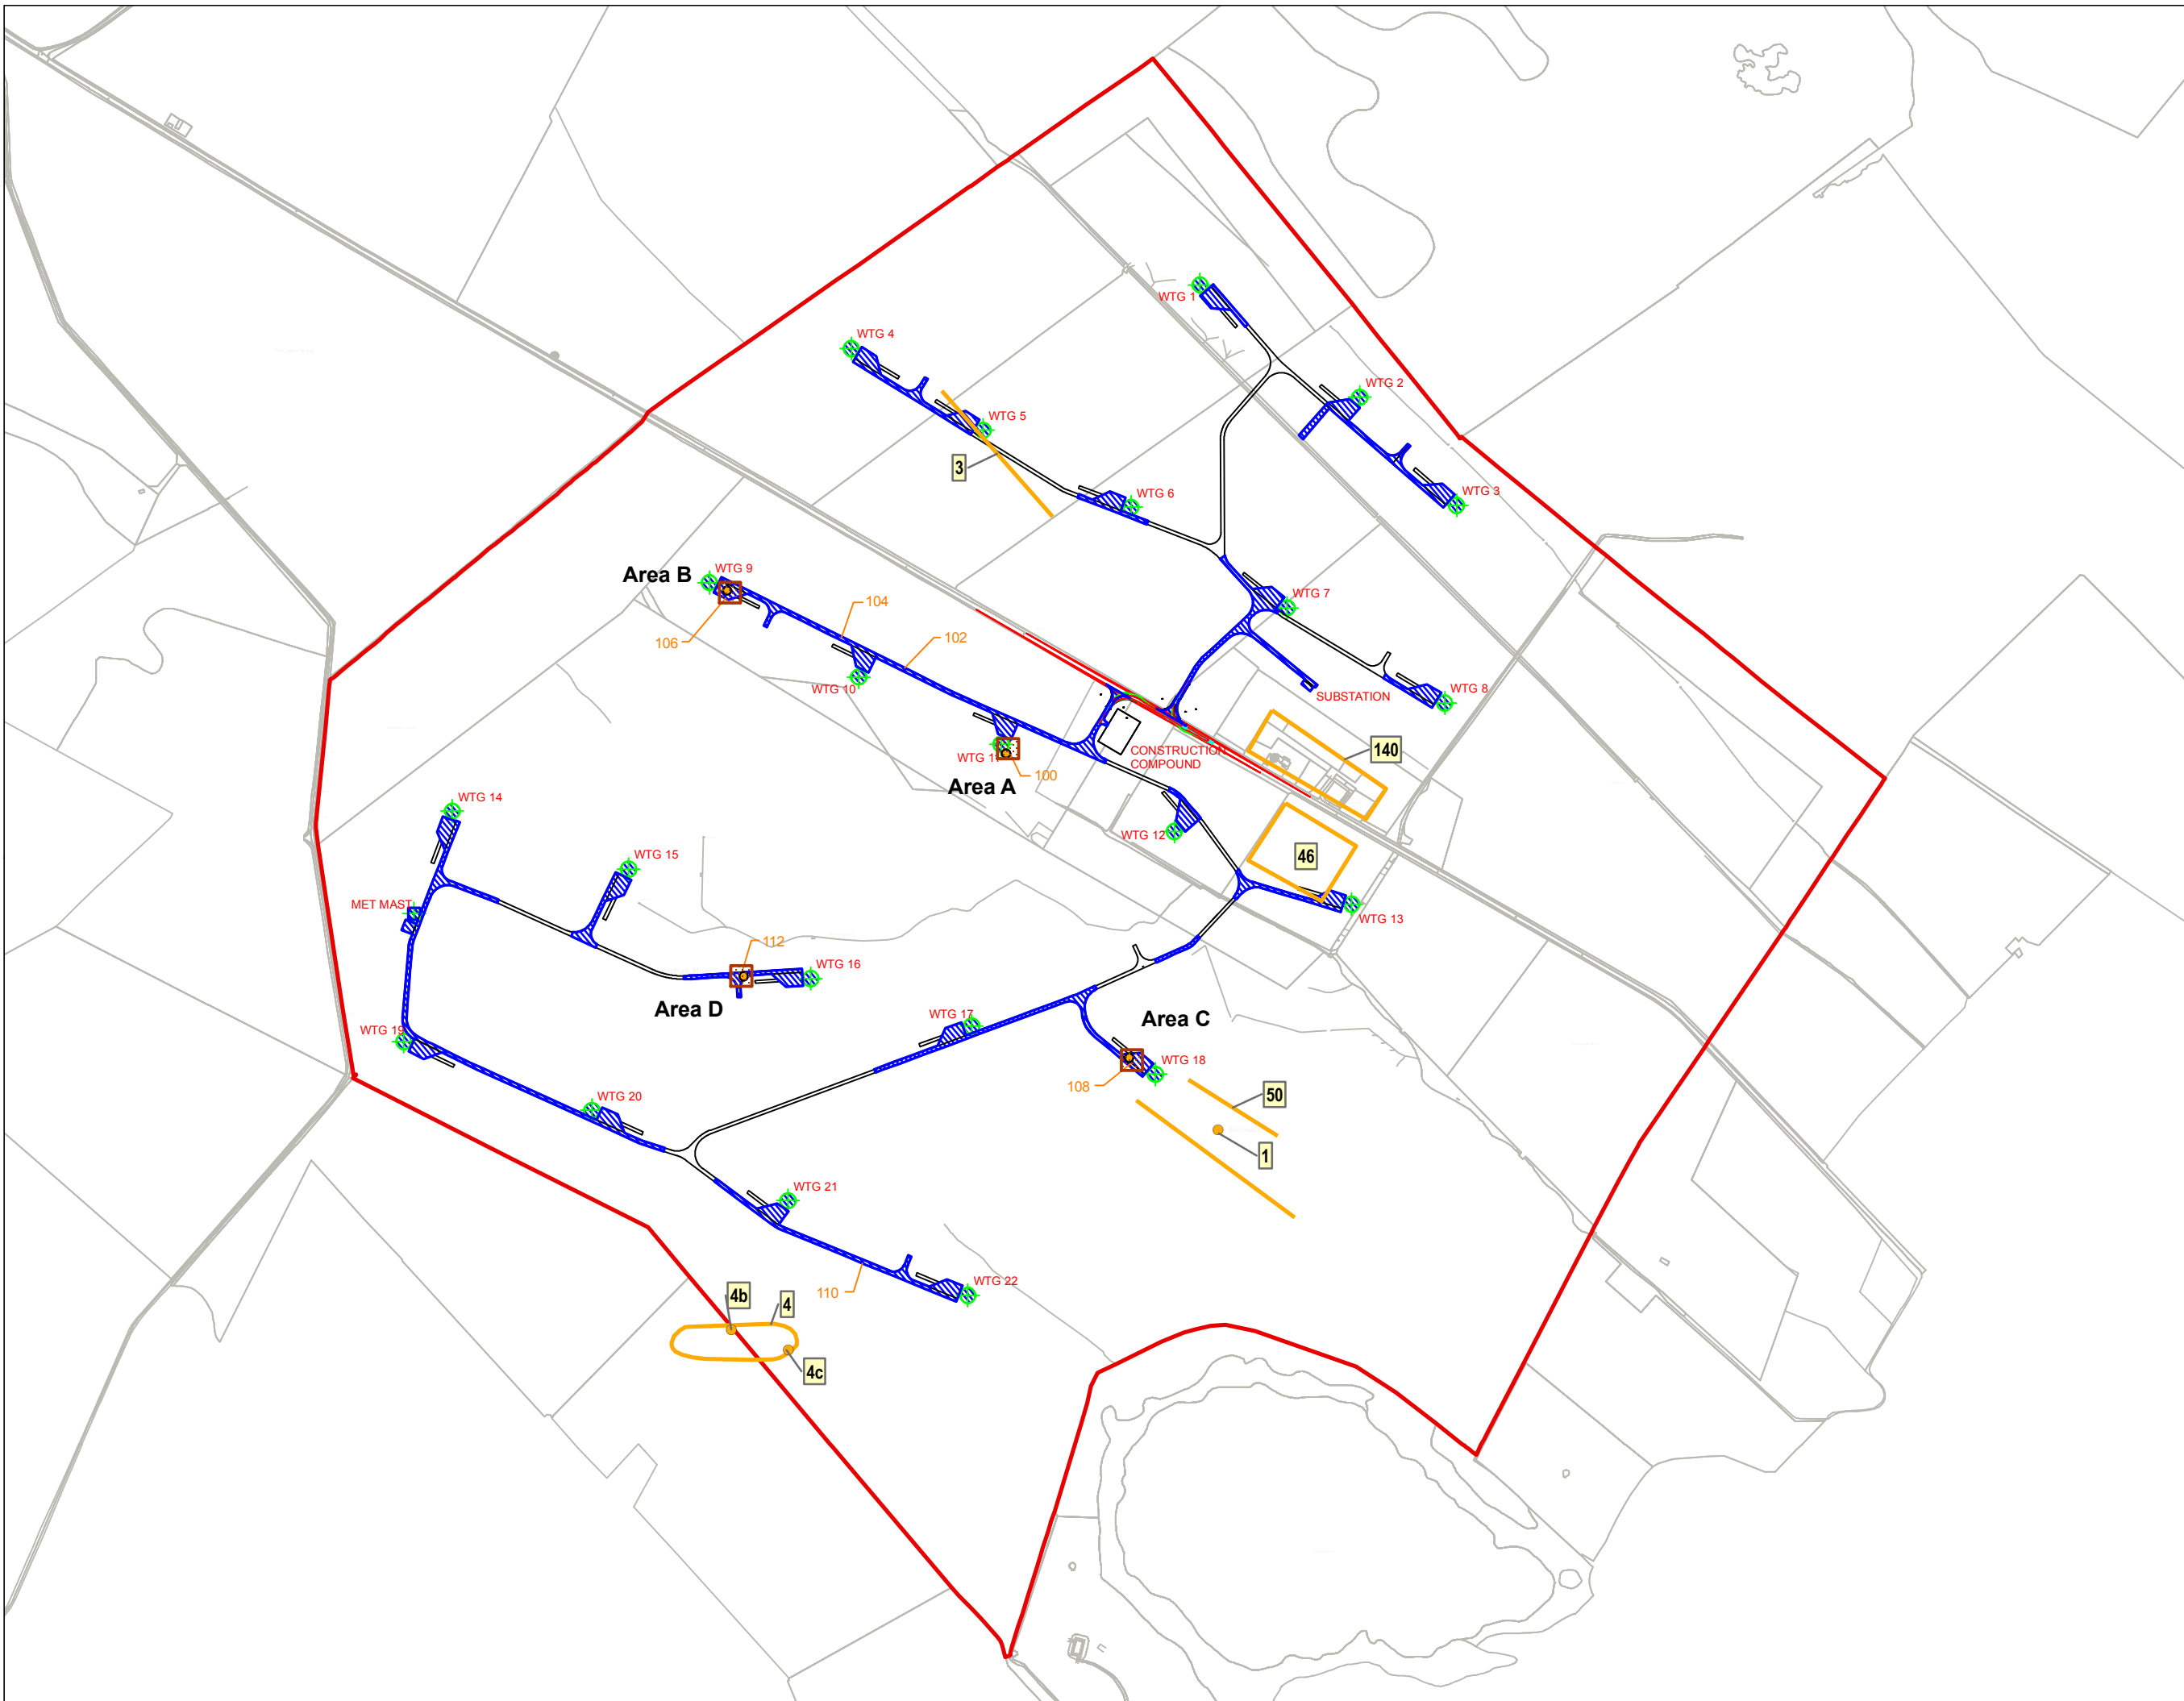 WTG 1
WTG 4
WTG 2
WTG 5
3
WTG 6
WTG 3
Area B
WTG 9
104
WTG 7
106
102
WTG 10
WTG 8
SUBSTATION
140
CONSTRUCTION
COMPOUND
WTG 11
100
Area A
WTG 14
WTG 12
46
WTG 15
MET MAST
WTG 13
112
WTG 16
Area D
WTG 17
Area C
WTG 19
WTG 18
108
50
WTG 20
1
WTG 21
WTG 22
110
4b
4
4c